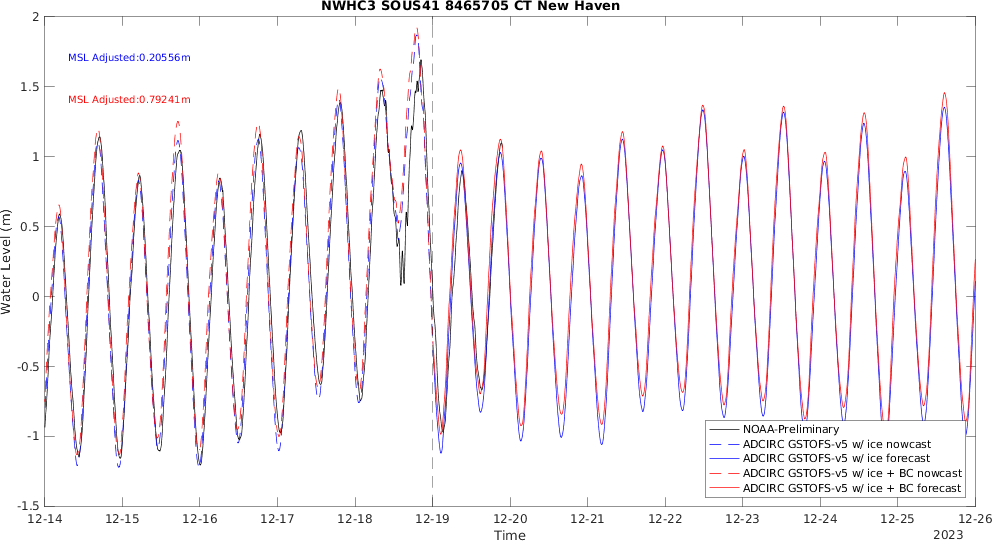 NWHC3 SOUS41 8465705 CT New Haven
MSL Adjusted:0.20556m
MSL Adjusted:0.79241m
Water Level (m)
2
1.5
1
0.5
0
-0.5
-1
-1.5
12-14 12-15 12-16 12-17 12-18 12-19 12-20 12-21 12-22 12-23 12-24 12-25 12-26
Time
2023
NOAA-Preliminary
ADCIRC GSTOFS-v5 w/ ice nowcast
ADCIRC GSTOFS-v5 w/ ice forecast
ADCIRC GSTOFS-v5 w/ ice + BC nowcast
ADCIRC GSTOFS-v5 w/ ice + BC forecast